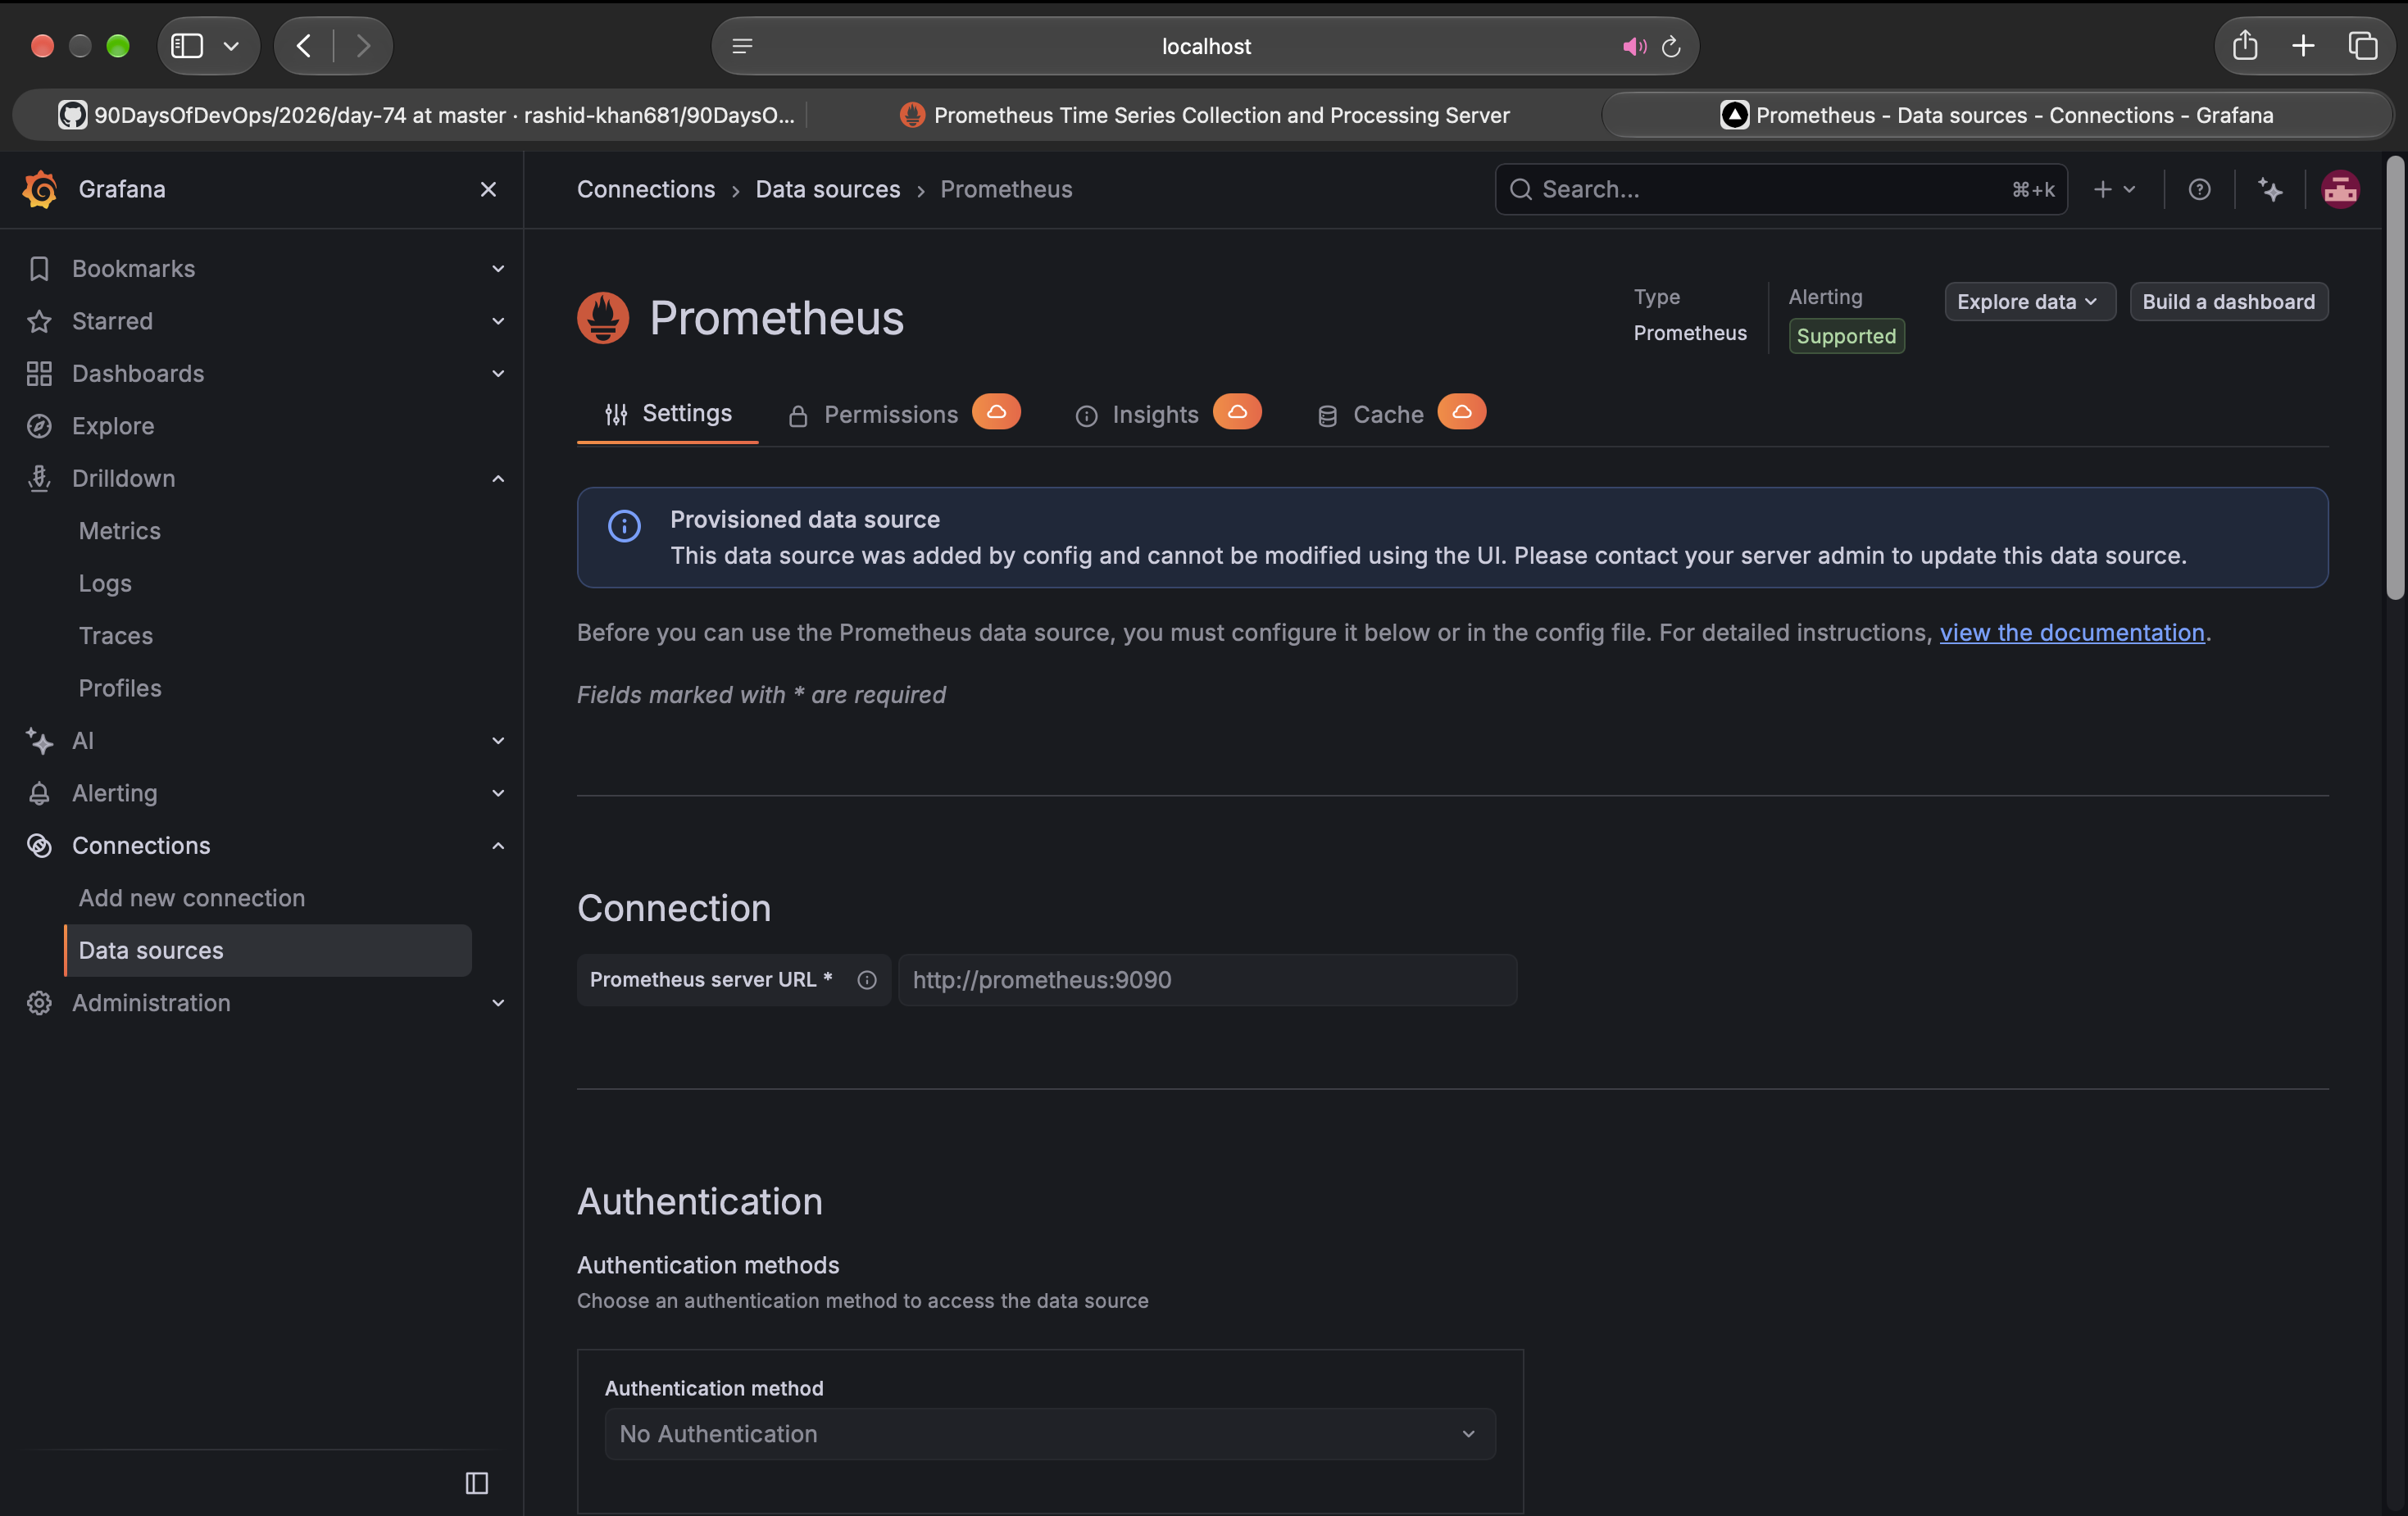 localhost
90DaysOfDevOps/2026/day-74 at master · rashid-khan681/90DaysO...
Prometheus Time Series Collection and Processing Server
Prometheus - Data sources - Connections - Grafana
Grafana
Connections › Data sources › Prometheus
Search... ⌘+k
Bookmarks
Starred
Dashboards
Explore
Drilldown
Metrics
Logs
Traces
Profiles
AI
Alerting
Connections
Add new connection
Data sources
Administration
Prometheus
Type
Prometheus
Alerting
Supported
Explore data
Build a dashboard
Settings
Permissions
Insights
Cache
Provisioned data source
This data source was added by config and cannot be modified using the UI. Please contact your server admin to update this data source.
Before you can use the Prometheus data source, you must configure it below or in the config file. For detailed instructions, view the documentation.
Fields marked with * are required
Connection
Prometheus server URL *
http://prometheus:9090
Authentication
Authentication methods
Choose an authentication method to access the data source
Authentication method
No Authentication